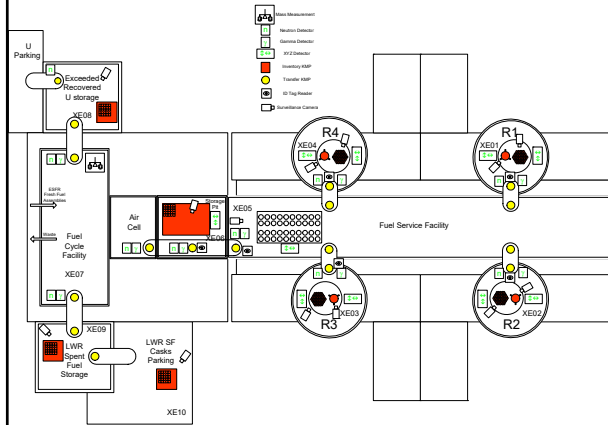 Mass Measurement
n
Neutron Detector
γ
Gamma Detector
XYZ Detector
Inventory KMP
Transfer KMP
ID Tag Reader
Surveillance Camera
U
Parking
n
Exceeded
Recovered
U storage
XE08
n γ
ESFR
Fresh Fuel
Assemblies
Waste
Fuel
Cycle
Facility
XE07
n γ
Air
Cell
n γ
Storage
Pit
XE06
n γ
XE05
n γ
Fuel Service Facility
R4
XE04
n γ
R1
XE01
n γ
n γ
XE03
R3
n γ
XE02
R2
XE09
LWR
Spent
Fuel
Storage
LWR SF
Casks
Parking
XE10